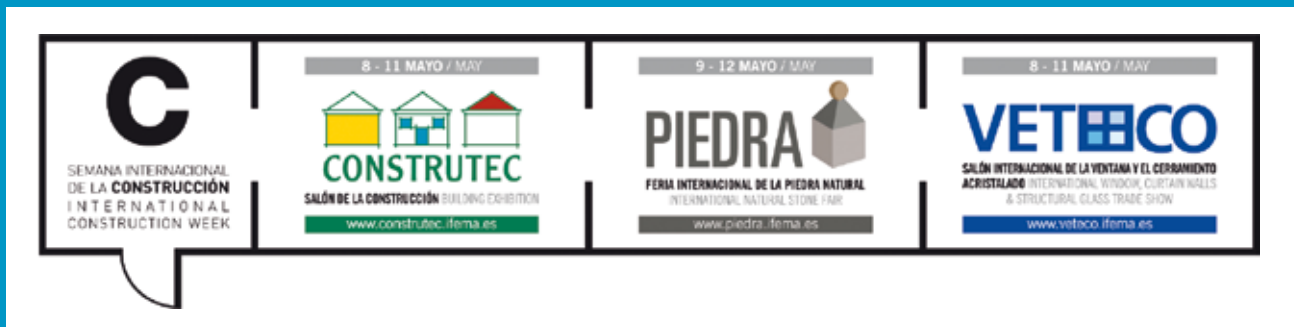 C
SEMANA INTERNACIONAL
DE LA CONSTRUCCIÓN
INTERNATIONAL
CONSTRUCTION WEEK
8 - 11 MAYO / MAY
CONSTRUTEC
SALÓN DE LA CONSTRUCCIÓN BUILDING EXHIBITION
www.construtec.ifema.es
9 - 12 MAYO / MAY
PIEDRA
FERIA INTERNACIONAL DE LA PIEDRA NATURAL
INTERNATIONAL NATURAL STONE FAIR
www.piedra.ifema.es
8 - 11 MAYO / MAY
VETECO
SALÓN INTERNACIONAL DE LA VENTANA Y EL CERRAMIENTO
ACRISTALADO INTERNATIONAL WINDOW, CURTAIN WALLS
& STRUCTURAL GLASS TRADE SHOW
www.veteco.ifema.es